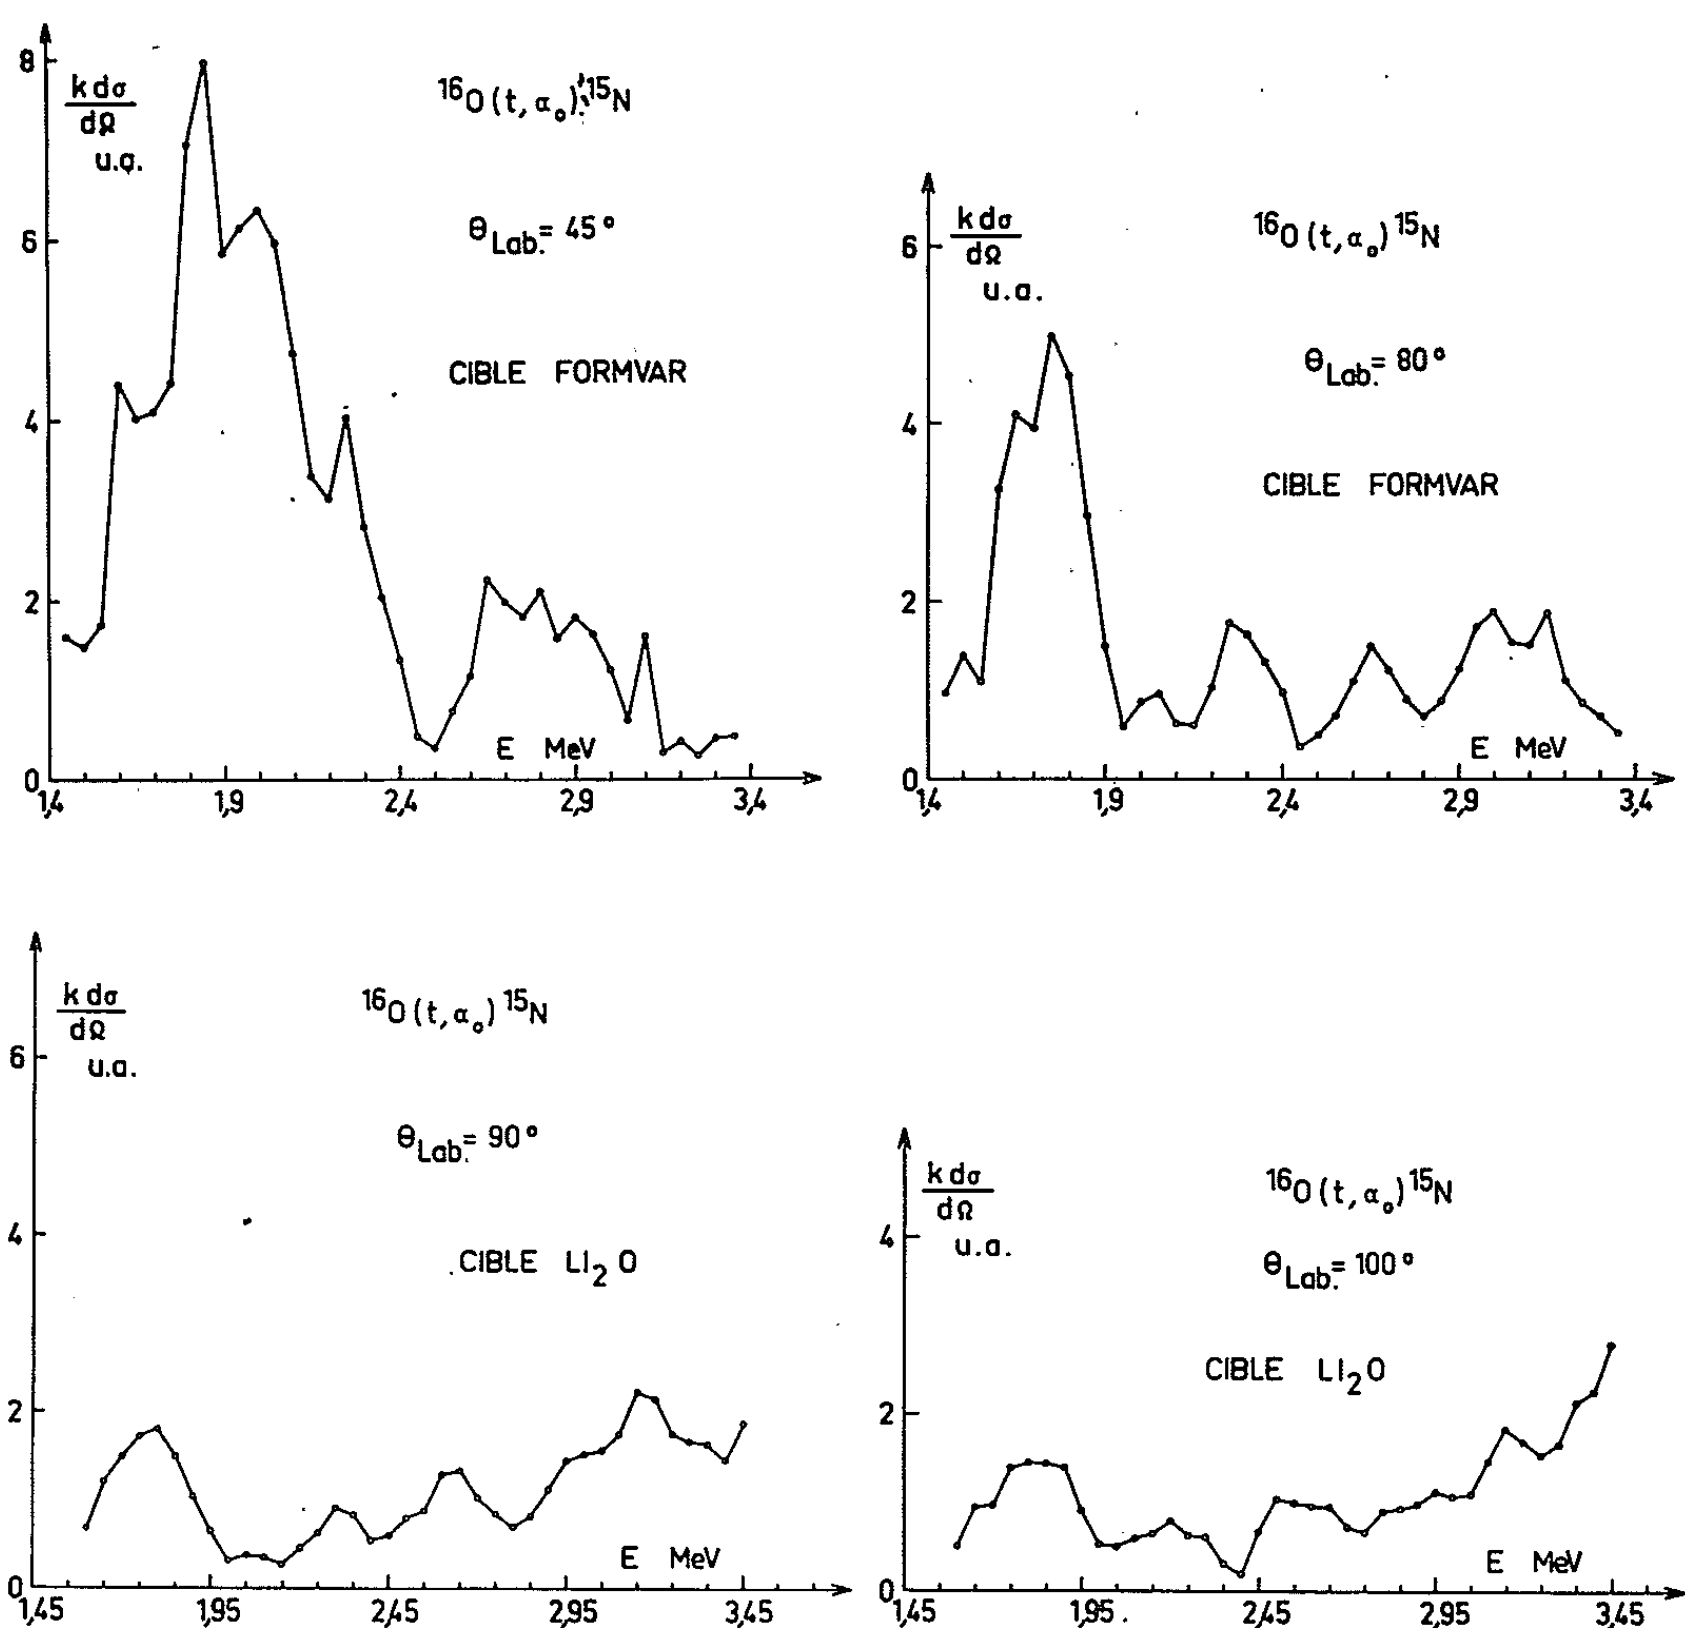 8
k dσ
dΩ
u.a.
¹⁶O(t,α₀)¹⁵N
θLab.= 45°
CIBLE FORMVAR
6
4
2
0
E MeV
1,4 1,9 2,4 2,9 3,4
k dσ
dΩ
u.a.
¹⁶O(t,α₀)¹⁵N
θLab.= 80°
CIBLE FORMVAR
6
4
2
0
E MeV
1,4 1,9 2,4 2,9 3,4
k dσ
dΩ
u.a.
¹⁶O(t,α₀)¹⁵N
θLab.= 90°
CIBLE LI₂O
6
4
2
0
E MeV
1,45 1,95 2,45 2,95 3,45
k dσ
dΩ
u.a.
¹⁶O(t,α₀)¹⁵N
θLab.= 100°
CIBLE LI₂O
4
2
0
E MeV
1,45 1,95 2,45 2,95 3,45